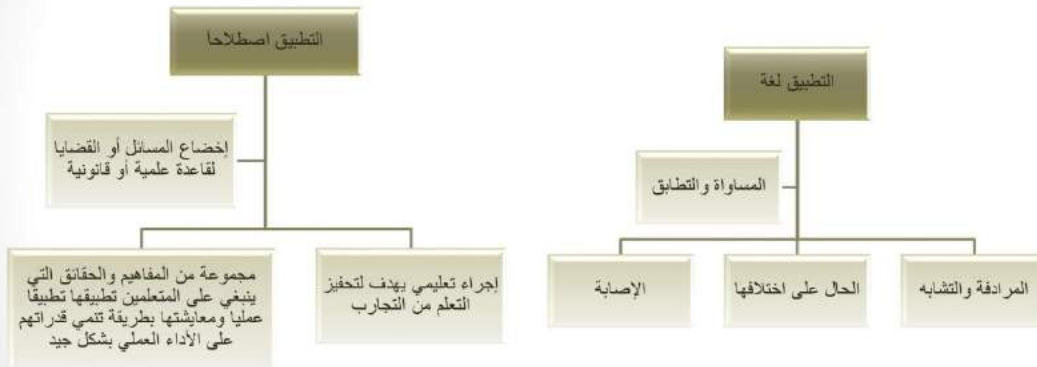 التطبيق لغة
المساواة والتطابق
المرادفة والتشابه
الحال على اختلافها
الإصابة
التطبيق اصطلاحا
إخضاع المسائل أو القضايا
لقاعدة علمية أو قانونية
إجراء تعليمي يهدف لتحفيز
التعلم من التجارب
مجموعة من المفاهيم والحقائق التي
ينبغي على المتعلمين تطبيقها تطبيقا
عمليا ومعايشتها بطريقة تنمي قدراتهم
على الأداء العملي بشكل جيد